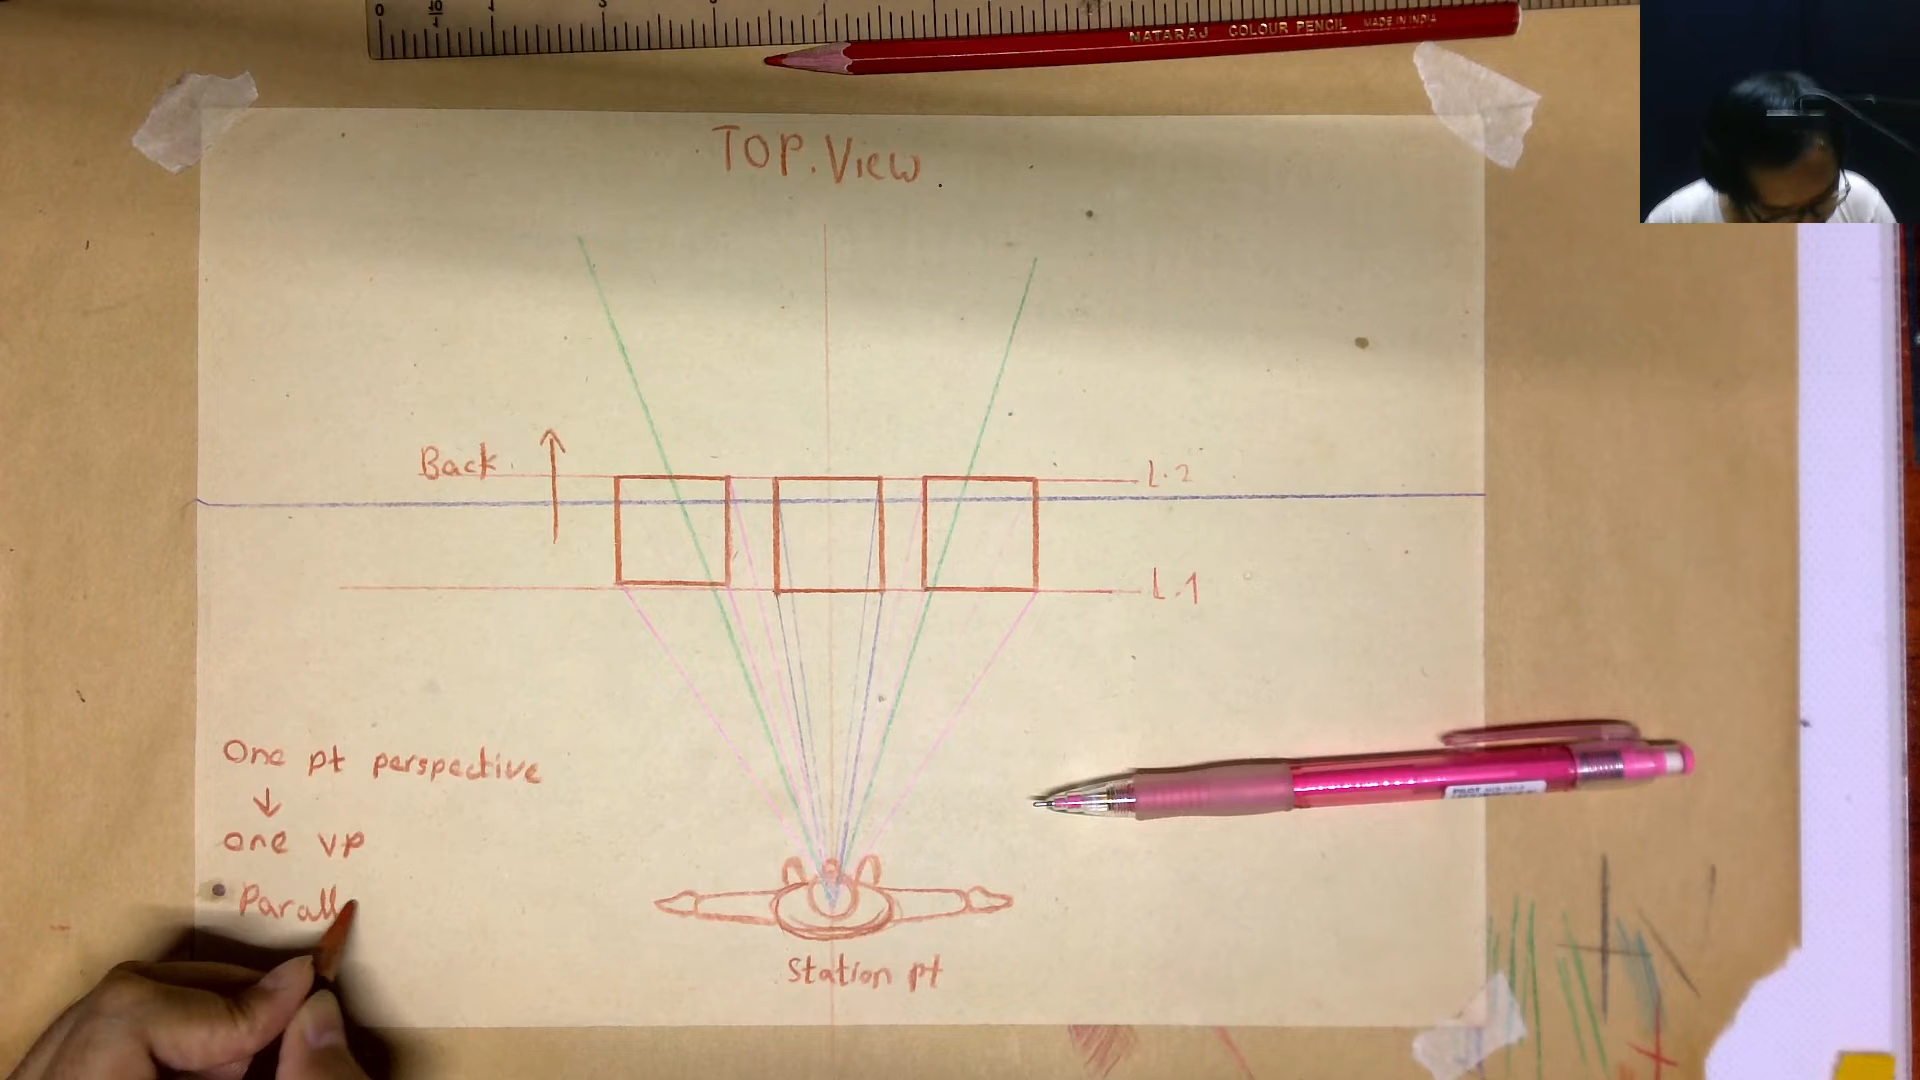 NATARAJ COLOUR PENCIL MADE IN INDIA
TOP. View
Back
L.2
L.1
One pt perspective
one vp
Parall
Station pt
PILOT